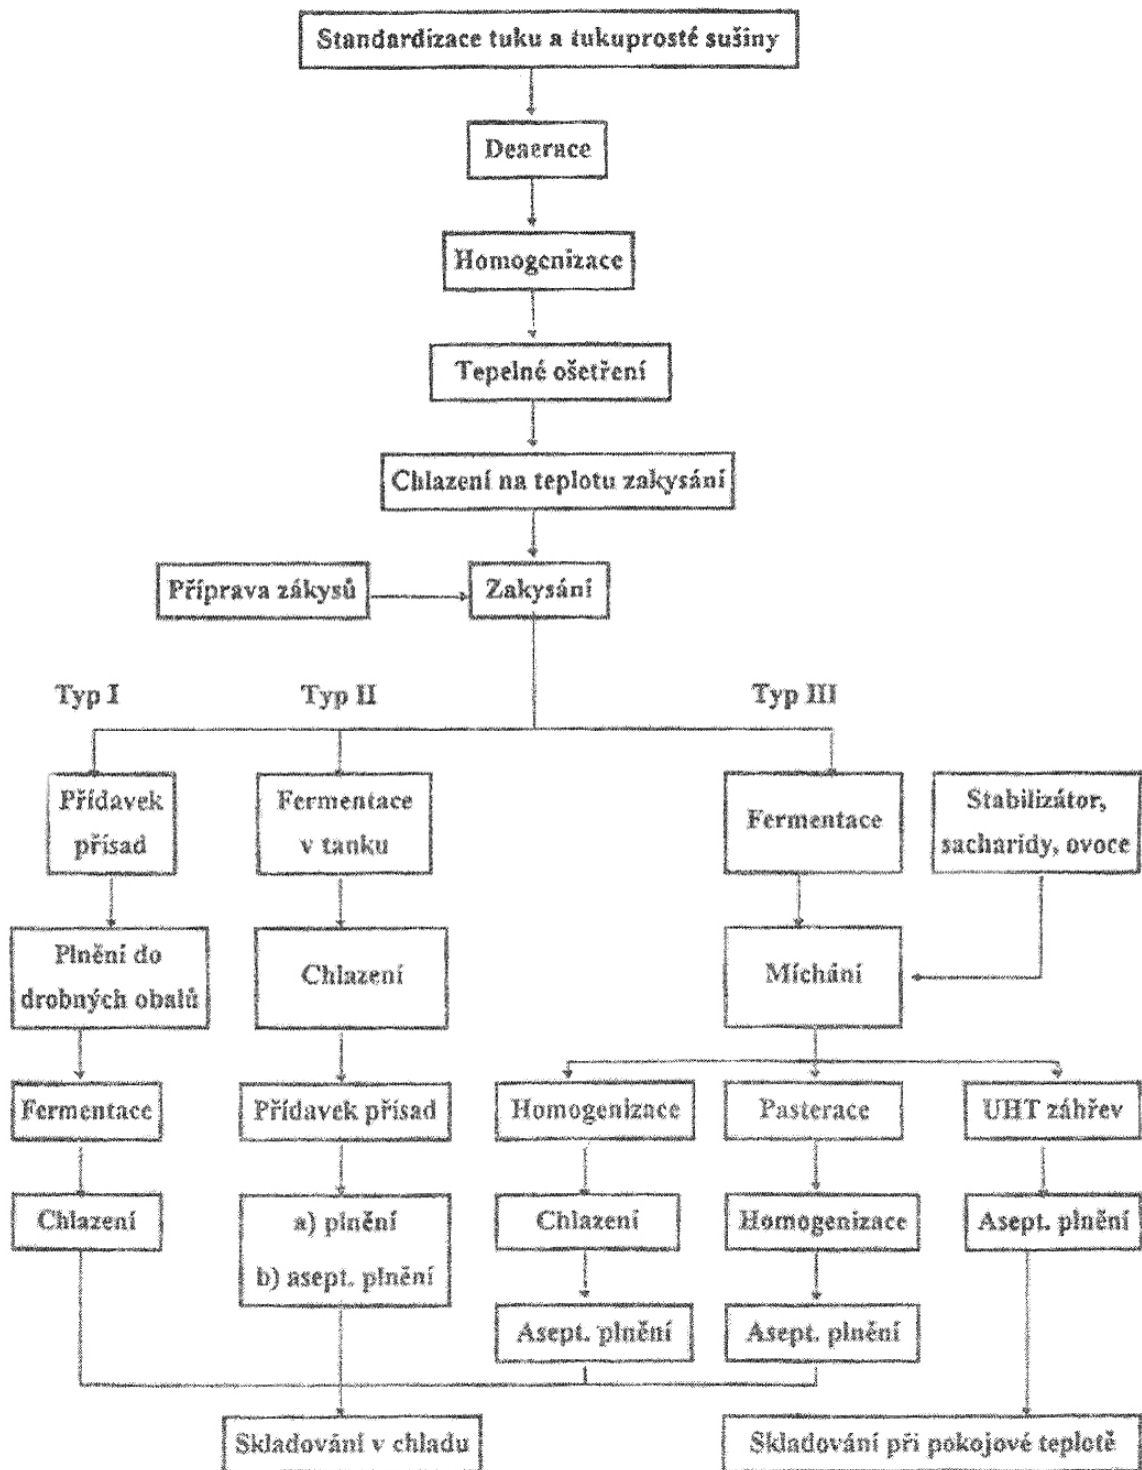 Standardizace tuku a tukuprosté sušiny
Deaerace
Homogenizace
Tepelné ošetření
Chlazení na teplotu zakysání
Příprava zákysů
Zakysání
Typ I
Typ II
Typ III
Přídavek
přísad
Fermentace
v tanku
Fermentace
Stabilizátor,
sacharidy, ovoce
Plnění do
drobných obalů
Chlazení
Míchání
Fermentace
Přídavek přísad
Homogenizace
Pasterace
UHT záhřev
Chlazení
a) plnění
b) asept. plnění
Chlazení
Homogenizace
Asept. plnění
Asept. plnění
Asept. plnění
Skladování v chladu
Skladování při pokojové teplotě